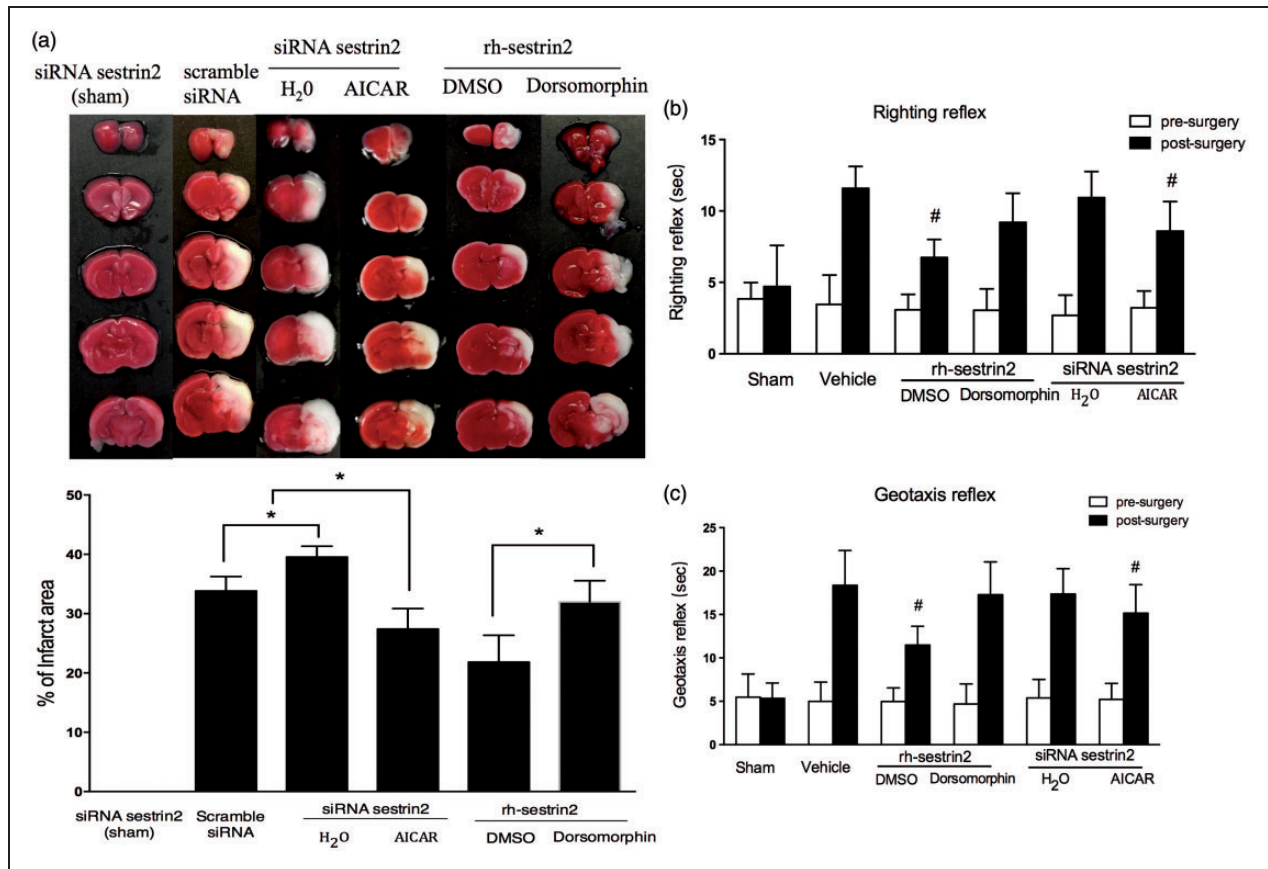 (a)
siRNA sestrin2
rh-sestrin2
siRNA sestrin2
(sham)
scramble
siRNA
H₂0
AICAR
DMSO
Dorsomorphin
% of Infarct area
50
40
30
20
10
0
*
*
*
siRNA sestrin2
(sham)
Scramble
siRNA
siRNA sestrin2
H₂O
AICAR
rh-sestrin2
DMSO
Dorsomorphin
(b)
Righting reflex
pre-surgery
post-surgery
Righting reflex (sec)
15
10
5
0
#
#
Sham
Vehicle
rh-sestrin2
DMSO
Dorsomorphin
siRNA sestrin2
H₂O
AICAR
(c)
Geotaxis reflex
pre-surgery
post-surgery
Geotaxis reflex (sec)
25
20
15
10
5
0
#
#
Sham
Vehicle
rh-sestrin2
DMSO
Dorsomorphin
siRNA sestrin2
H₂O
AICAR